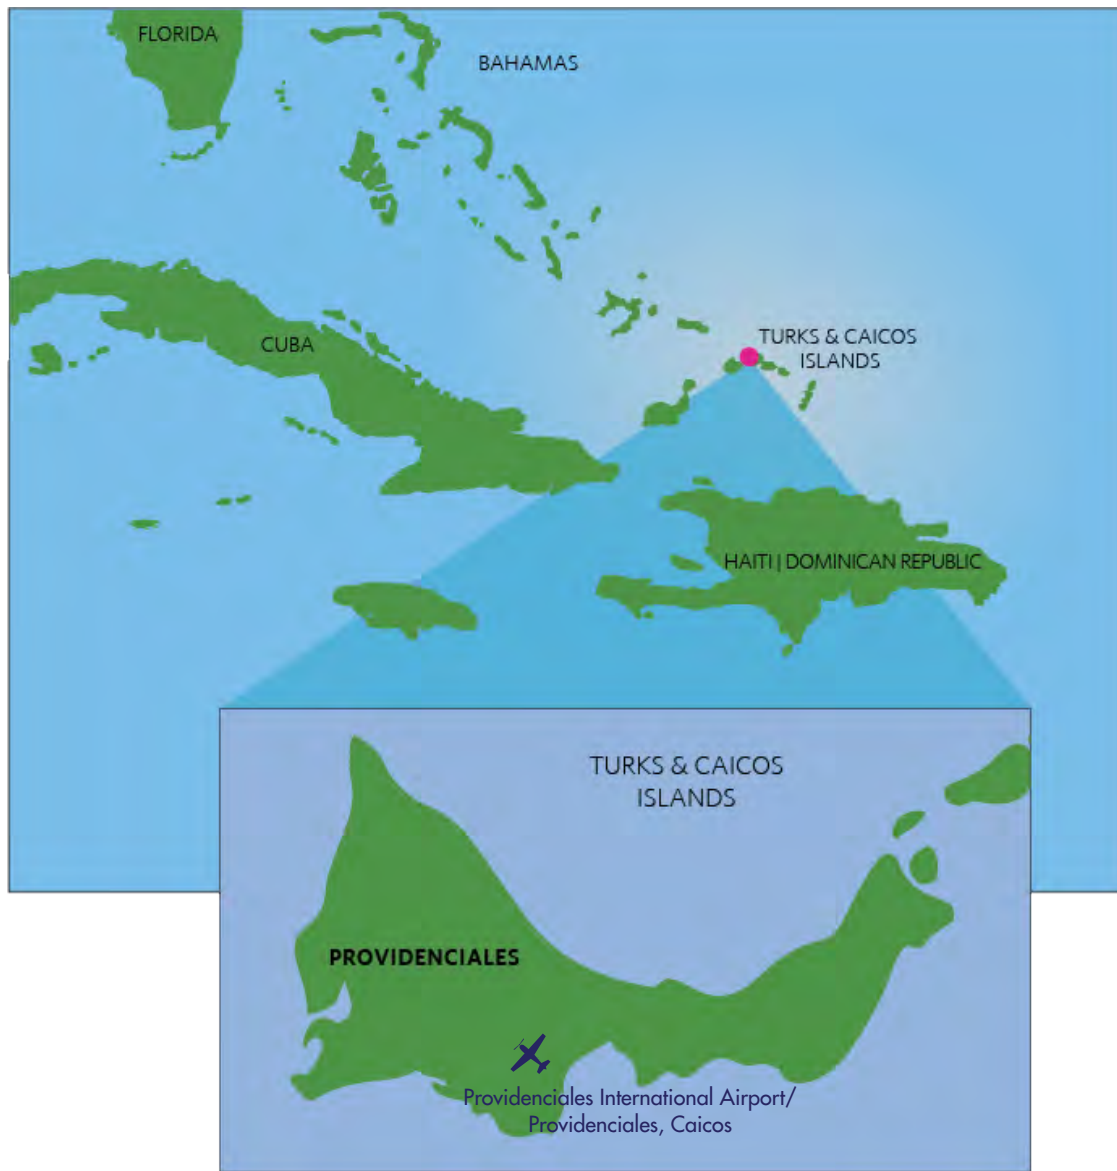 FLORIDA
BAHAMAS
TURKS & CAICOS
ISLANDS
CUBA
HAITI | DOMINICAN REPUBLIC
TURKS & CAICOS
ISLANDS
PROVIDENCIALES
Providenciales International Airport/
Providenciales, Caicos